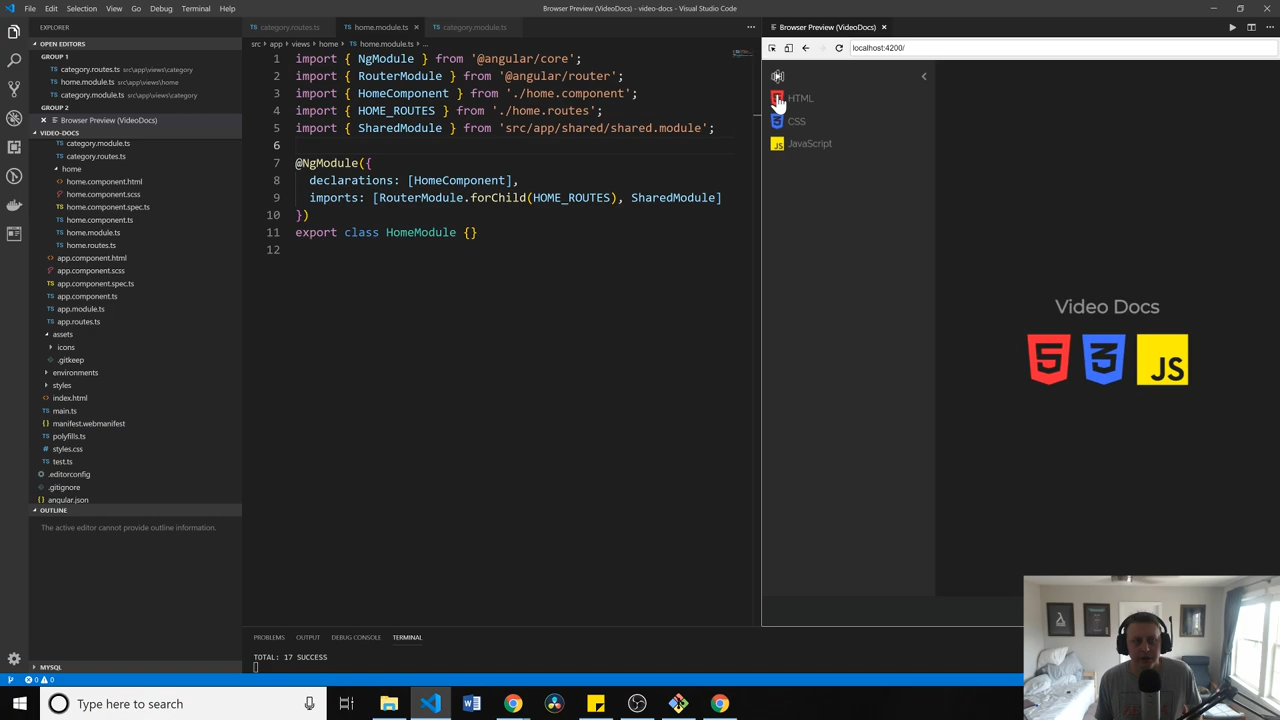 File Edit Selection View Go Debug Terminal Help
Browser Preview (VideoDocs) - video-docs - Visual Studio Code
EXPLORER
OPEN EDITORS
GROUP 1
TS category.routes.ts src\app\views\category
TS home.module.ts src\app\views\home
TS category.module.ts src\app\views\category
GROUP 2
Browser Preview (VideoDocs)
VIDEO-DOCS
TS category.module.ts
TS category.routes.ts
home
home.component.html
home.component.scss
TS home.component.spec.ts
TS home.component.ts
TS home.module.ts
TS home.routes.ts
app.component.html
app.component.scss
TS app.component.spec.ts
TS app.component.ts
TS app.module.ts
TS app.routes.ts
assets
icons
.gitkeep
environments
styles
index.html
TS main.ts
{} manifest.webmanifest
TS polyfills.ts
styles.css
TS test.ts
.editorconfig
.gitignore
{} angular.json
OUTLINE
The active editor cannot provide outline information.
MYSQL
0 0
TS category.routes.ts
TS home.module.ts
TS category.module.ts
src app views home TS home.module.ts ...
1 import { NgModule } from '@angular/core';
2 import { RouterModule } from '@angular/router';
3 import { HomeComponent } from './home.component';
4 import { HOME_ROUTES } from './home.routes';
5 import { SharedModule } from 'src/app/shared/shared.module';
6
7 @NgModule({
8 declarations: [HomeComponent],
9 imports: [RouterModule.forChild(HOME_ROUTES), SharedModule]
10 })
11 export class HomeModule {}
12
PROBLEMS OUTPUT DEBUG CONSOLE TERMINAL
TOTAL: 17 SUCCESS
Browser Preview (VideoDocs)
localhost:4200/
HTML
3 CSS
JS JavaScript
Video Docs
5 3 JS
Type here to search